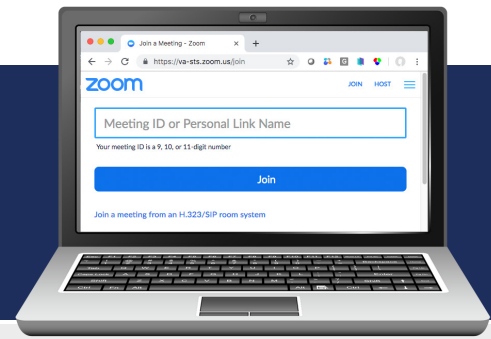 Join a Meeting - Zoom
https://va-sts.zoom.us/join
zoom JOIN HOST
Meeting ID or Personal Link Name
Your meeting ID is a 9, 10, or 11-digit number
Join
Join a meeting from an H.323/SIP room system